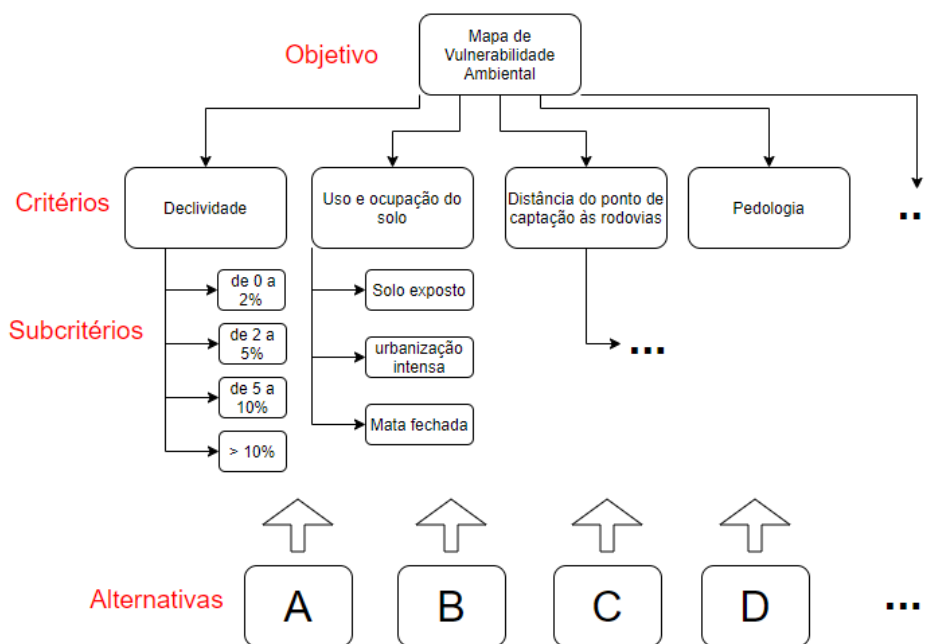 Objetivo
Mapa de
Vulnerabilidade
Ambiental
Critérios
Declividade
Uso e ocupação do
solo
Distância do ponto de
captação às rodovias
Pedologia
..
Subcritérios
de 0 a
2%
de 2 a
5%
de 5 a
10%
> 10%
Solo exposto
urbanização
intensa
Mata fechada
...
Alternativas
A
B
C
D
...